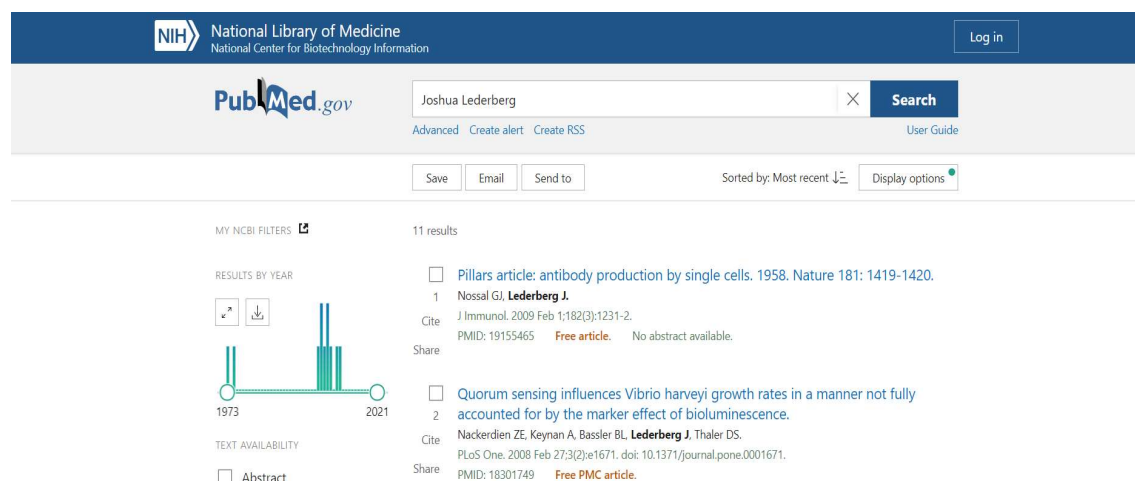 NIH National Library of Medicine
National Center for Biotechnology Information
Log in
PubMed.gov
Joshua Lederberg
Search
Advanced Create alert Create RSS
User Guide
Save Email Send to
Sorted by: Most recent
Display options
MY NCBI FILTERS
11 results
RESULTS BY YEAR
1973 2021
TEXT AVAILABILITY
Abstract
Pillars article: antibody production by single cells. 1958. Nature 181: 1419-1420.
1
Nossal GJ, Lederberg J.
Cite
J Immunol. 2009 Feb 1;182(3):1231-2.
PMID: 19155465 Free article. No abstract available.
Share
Quorum sensing influences Vibrio harveyi growth rates in a manner not fully
2
accounted for by the marker effect of bioluminescence.
Cite
Nackerdien ZE, Keynan A, Bassler BL, Lederberg J, Thaler DS.
PLoS One. 2008 Feb 27;3(2):e1671. doi: 10.1371/journal.pone.0001671.
Share
PMID: 18301749 Free PMC article.